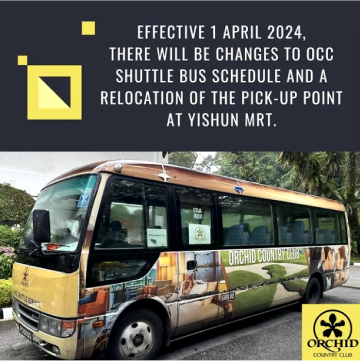 EFFECTIVE 1 APRIL 2024,
THERE WILL BE CHANGES TO OCC
SHUTTLE BUS SCHEDULE AND A
RELOCATION OF THE PICK-UP POINT
AT YISHUN MRT.
ORCHID COUNTRY CLUB
ORCHID
COUNTRY CLUB